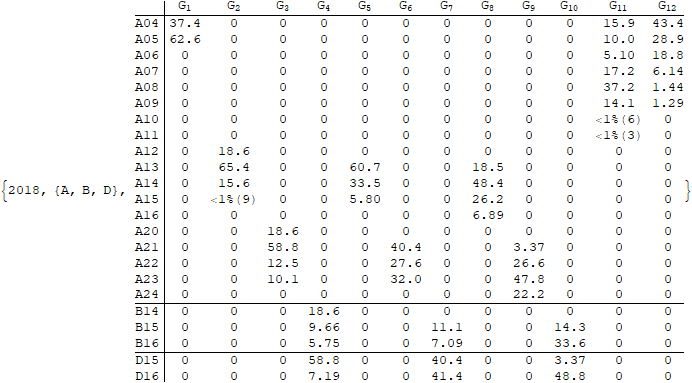 G1 G2 G3 G4 G5 G6 G7 G8 G9 G10 G11 G12
A04 37.4 0 0 0 0 0 0 0 0 0 15.9 43.4
A05 62.6 0 0 0 0 0 0 0 0 0 10.0 28.9
A06 0 0 0 0 0 0 0 0 0 0 5.10 18.8
A07 0 0 0 0 0 0 0 0 0 0 17.2 6.14
A08 0 0 0 0 0 0 0 0 0 0 37.2 1.44
A09 0 0 0 0 0 0 0 0 0 0 14.1 1.29
A10 0 0 0 0 0 0 0 0 0 0 <1%(6) 0
A11 0 0 0 0 0 0 0 0 0 0 <1%(3) 0
A12 0 18.6 0 0 0 0 0 0 0 0 0 0
A13 0 65.4 0 0 60.7 0 0 18.5 0 0 0 0
A14 0 15.6 0 0 33.5 0 0 48.4 0 0 0 0
{2018, {A, B, D}, A15 0 <1%(9) 0 0 5.80 0 0 26.2 0 0 0 0 }
A16 0 0 0 0 0 0 0 6.89 0 0 0 0
A20 0 0 18.6 0 0 0 0 0 0 0 0 0
A21 0 0 58.8 0 0 40.4 0 0 3.37 0 0 0
A22 0 0 12.5 0 0 27.6 0 0 26.6 0 0 0
A23 0 0 10.1 0 0 32.0 0 0 47.8 0 0 0
A24 0 0 0 0 0 0 0 0 22.2 0 0 0
B14 0 0 0 18.6 0 0 0 0 0 0 0 0
B15 0 0 0 9.66 0 0 11.1 0 0 14.3 0 0
B16 0 0 0 5.75 0 0 7.09 0 0 33.6 0 0
D15 0 0 0 58.8 0 0 40.4 0 0 3.37 0 0
D16 0 0 0 7.19 0 0 41.4 0 0 48.8 0 0